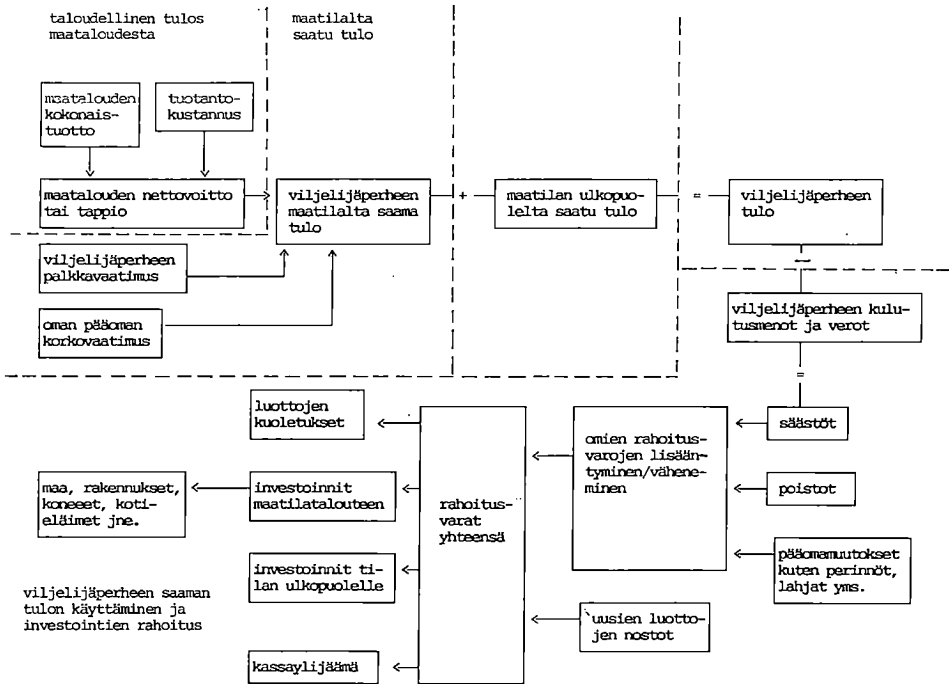 taloudellinen tulos
maataloudesta
maatilalta
saatu tulo
maatalouden
kokonais-
tuotto
tuotanto-
kustannus
maatalouden nettovoitto
tai tappio
viljelijäperheen
maatilalta saama
tulo
+
maatilan ulkopuo-
lelta saatu tulo
=
viljelijäperheen
tulo
viljelijäperheen
palkkavaatimus
oman pääoman
korkovaatimus
—
viljelijäperheen kulu-
tusmenot ja verot
=
luottojen
kuoletukset
maa, rakennukset,
koneeet, koti-
eläimet jne.
investoinnit
maatilatalouteen
investoinnit ti-
lan ulkopuolelle
kassaylijäämä
rahoitus-
varat
yhteensä
omien rahoitus-
varojen lisään-
tyminen/vähene-
minen
säästöt
poistot
pääomamuutokset
kuten perinnöt,
lahjat yms.
uusien luotto-
jen nostot
viljelijäperheen saaman
tulon käyttäminen ja
investointien rahoitus